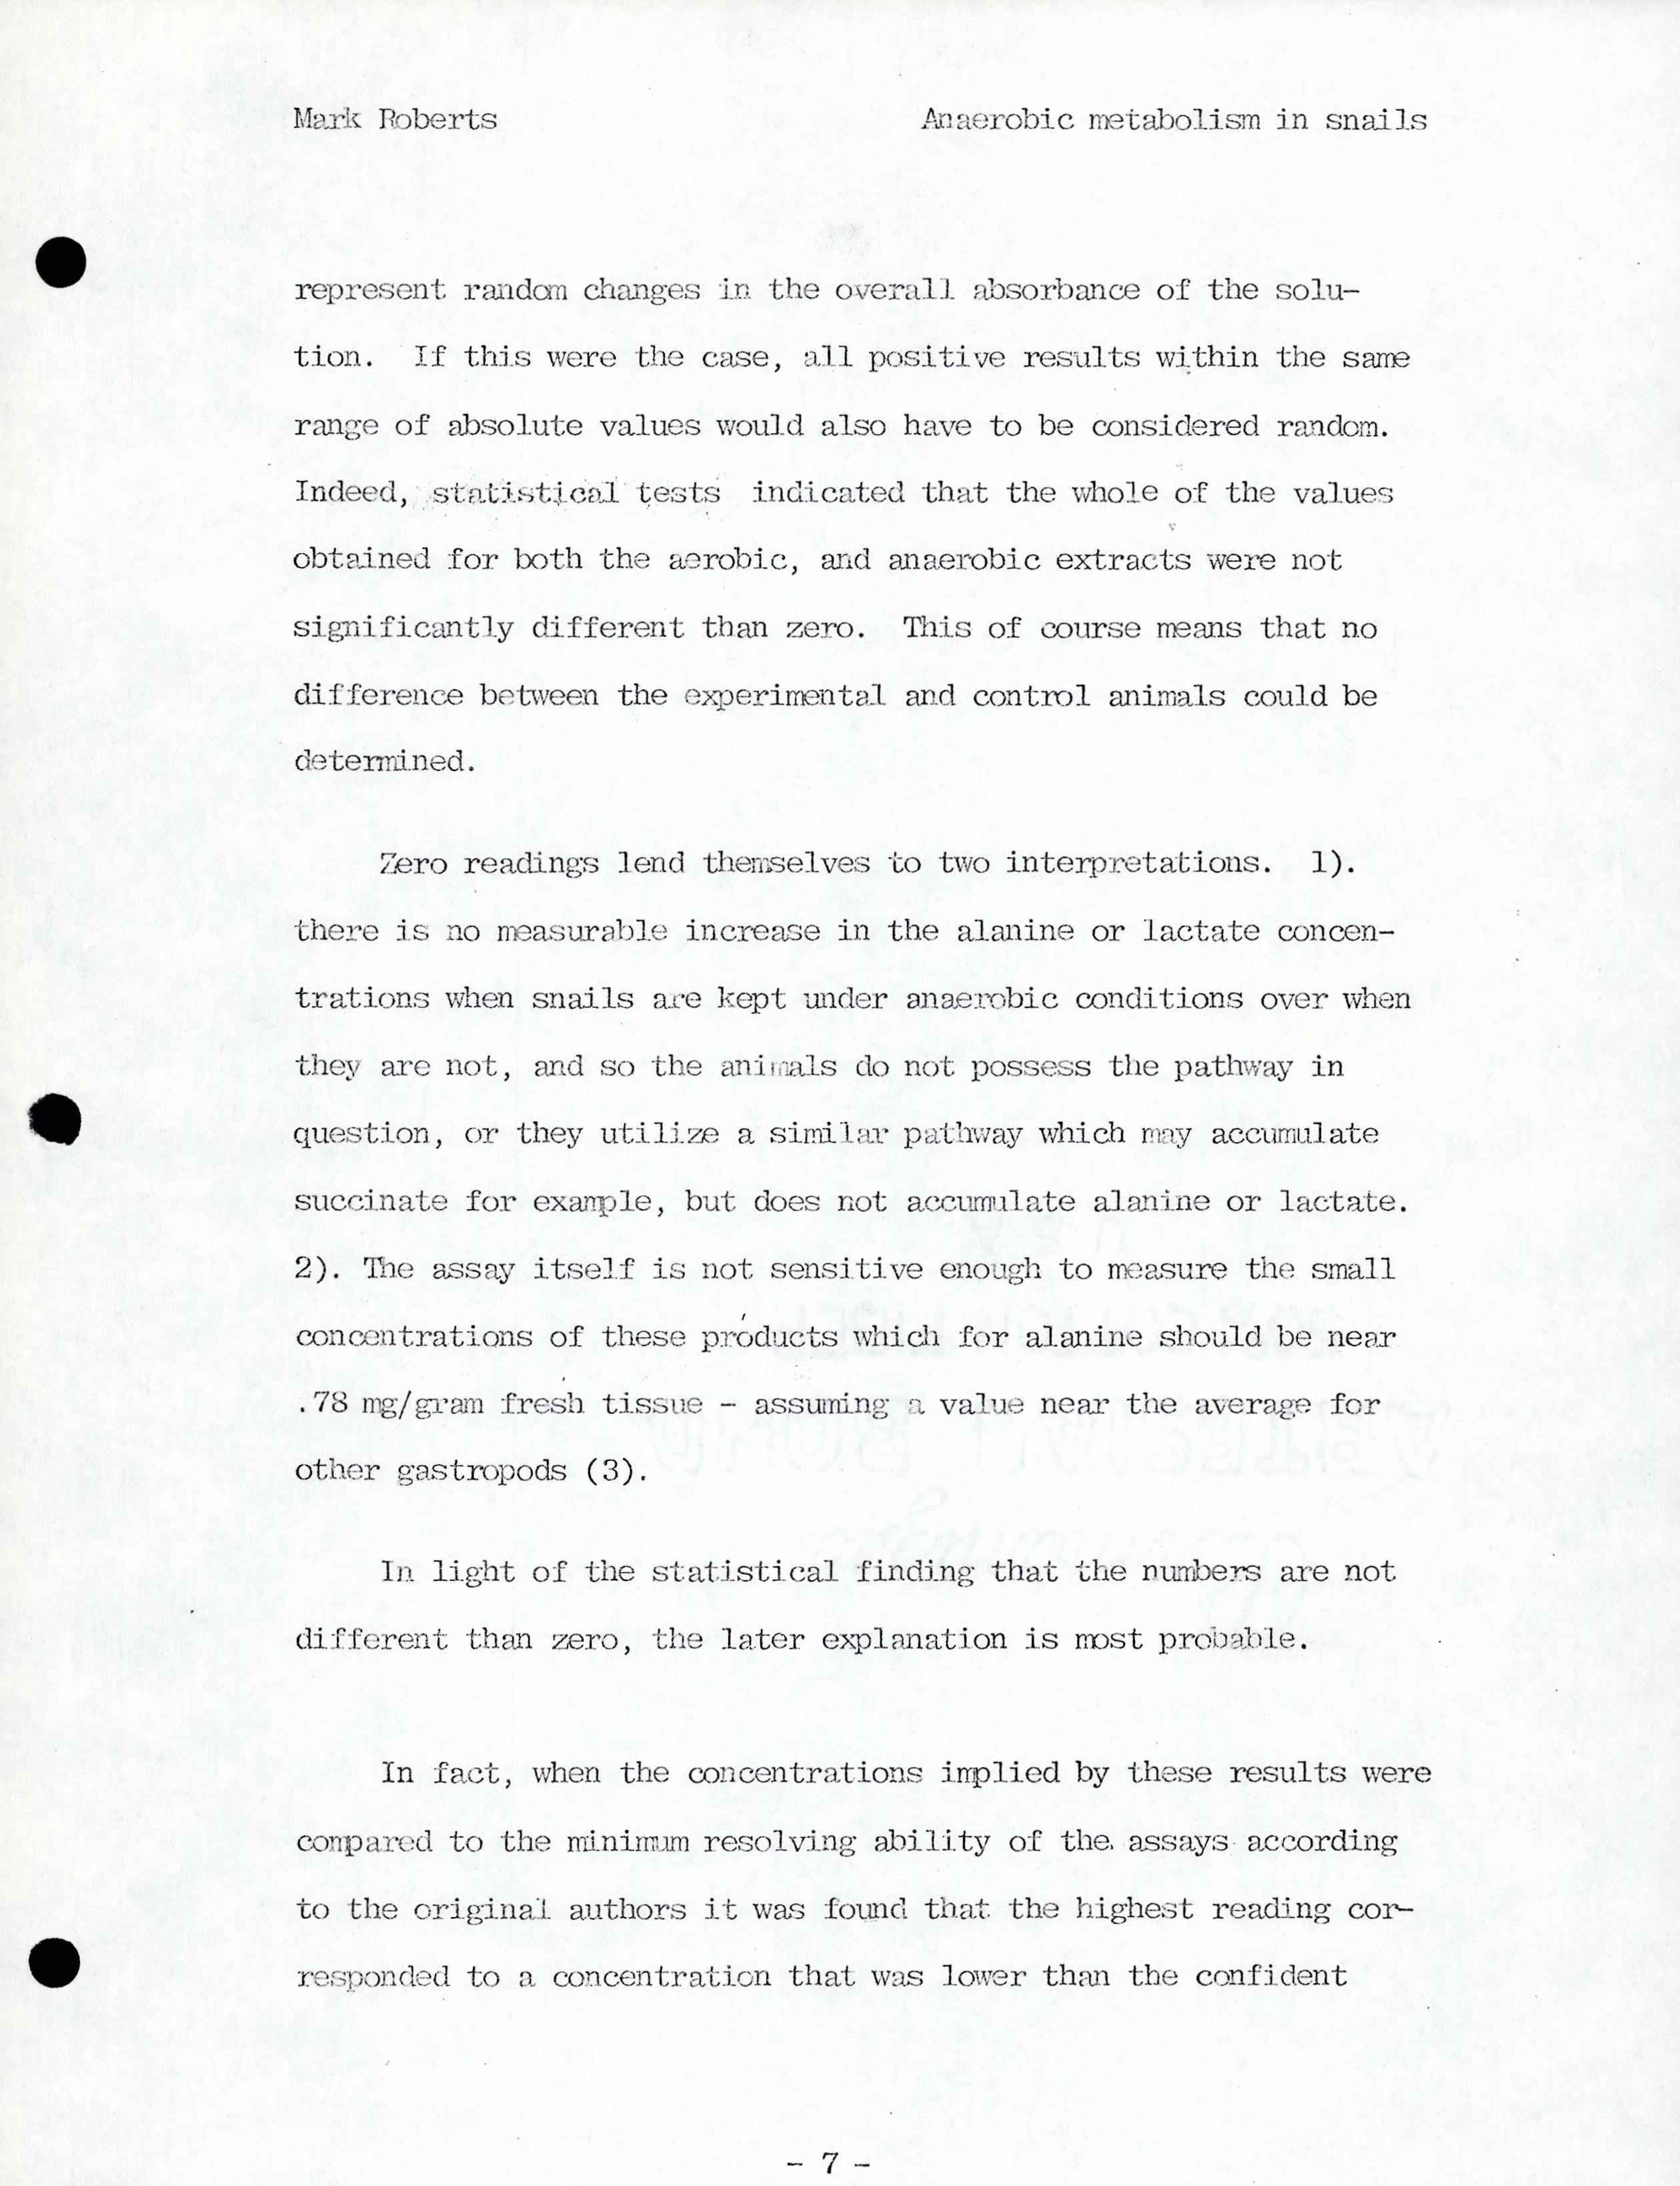 Mark Roberts
Anaerobic metabolism in snails
represent random changes in the overall absorbance of the solu-
tion. If this were the case, all positive results within the same
range of absolute values would also have to be considered random.
Indeed, statistical tests indicated that the whole of the values
obtained for both the aerobic, and anaerobic extracts were not
significantly different than zero. This of course means that no
difference between the experimental and control animals could be
determined.
Zero readings lend themselves to two interpretations. 1).
there is no measurable increase in the alanine or lactate concen-
trations when snails are kept under anaerobic conditions over when
they are not, and so the animals do not possess the pathway in
question, or they utilize a similar pathway which may accumulate
succinate for example, but does not accumulate alanine or lactate.
2). The assay itself is not sensitive enough to measure the small
concentrations of these products which for alanine should be near
.78 mg/gram fresh tissue - assuming a value near the average for
other gastropods (3).
In light of the statistical finding that the numbers are not
different than zero, the later explanation is most probable.
In fact, when the concentrations implied by these results were
compared to the minimum resolving ability of the assays according
to the original authors it was found that the highest reading cor-
responded to a concentration that was lower than the confident
- 7 -